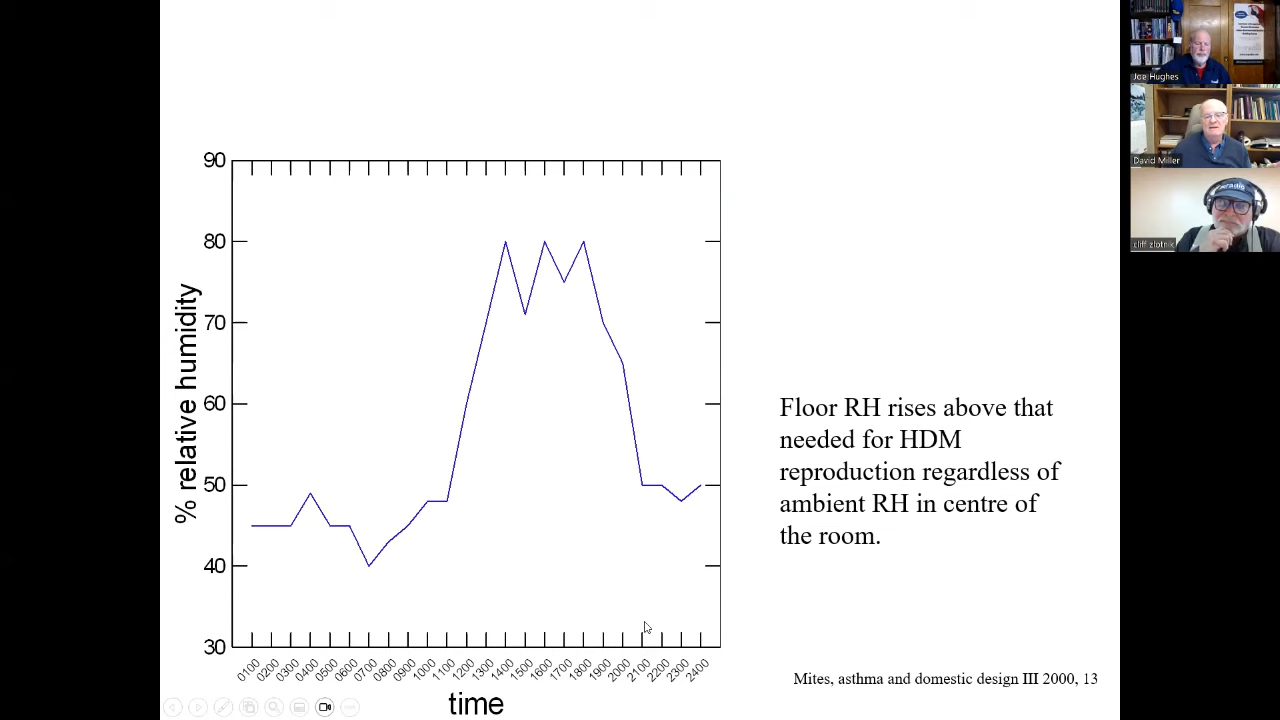 90
80
70
60
50
40
30
% relative humidity
0100 0200 0300 0400 0500 0600 0700 0800 0900 1000 1100 1200 1300 1400 1500 1600 1700 1800 1900 2000 2100 2200 2300 2400
time
Floor RH rises above that
needed for HDM
reproduction regardless of
ambient RH in centre of
the room.
Mites, asthma and domestic design III 2000, 13
Joe Hughes
David Miller
cliff zlotnik